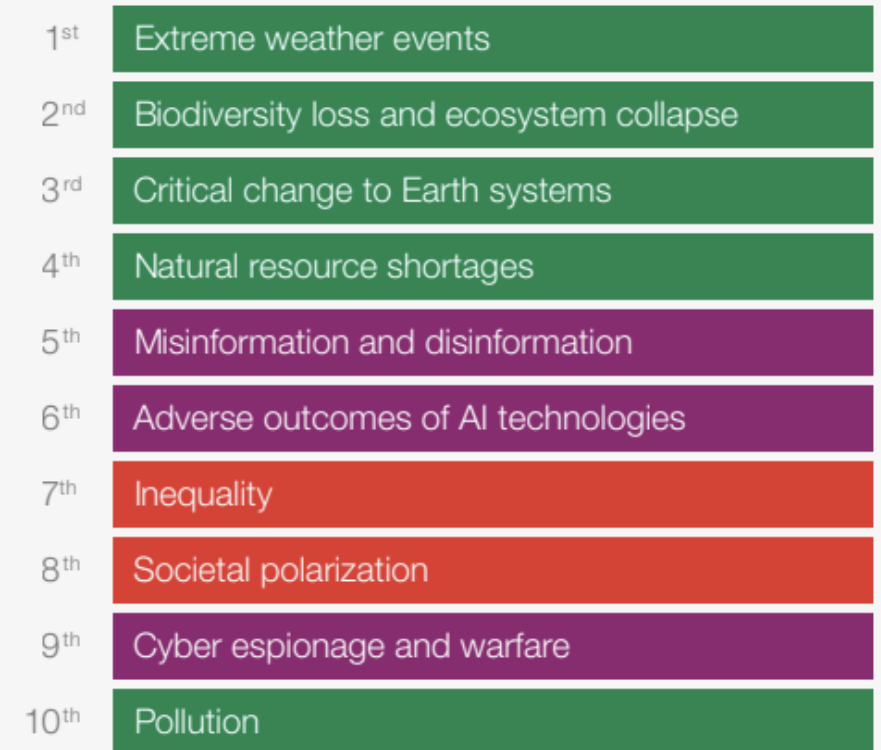 1st Extreme weather events
2nd Biodiversity loss and ecosystem collapse
3rd Critical change to Earth systems
4th Natural resource shortages
5th Misinformation and disinformation
6th Adverse outcomes of AI technologies
7th Inequality
8th Societal polarization
9th Cyber espionage and warfare
10th Pollution